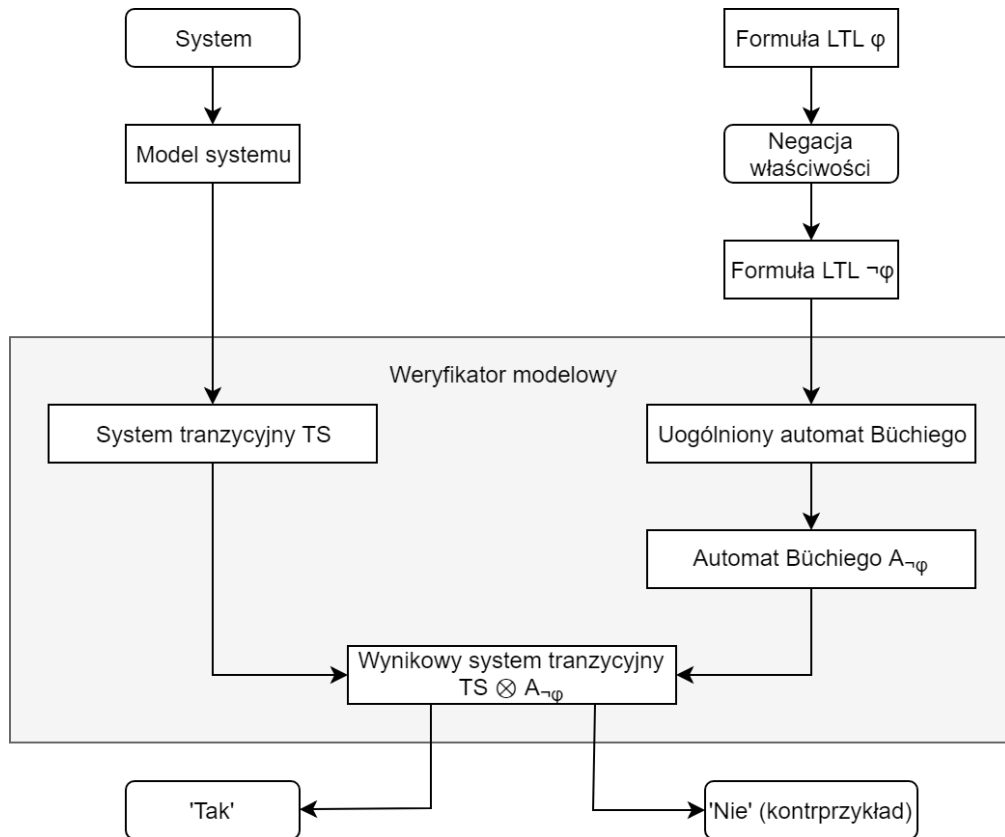 System
Formuła LTL φ
Model systemu
Negacja
właściwości
Formuła LTL ¬φ
Weryfikator modelowy
System tranzycyjny TS
Uogólniony automat Büchiego
Automat Büchiego A¬φ
Wynikowy system tranzycyjny
TS ⊗ A¬φ
'Tak'
'Nie' (kontrprzykład)